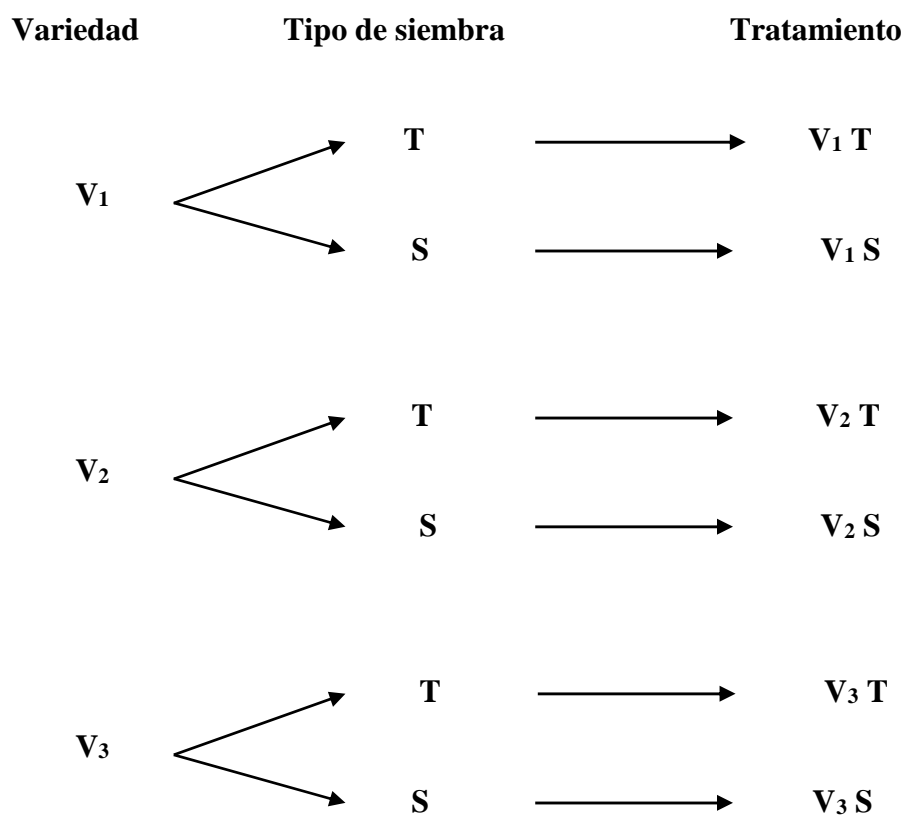 Variedad Tipo de siembra Tratamiento
T V₁ T
V₁
S V₁ S
T V₂ T
V₂
S V₂ S
T V₃ T
V₃
S V₃ S